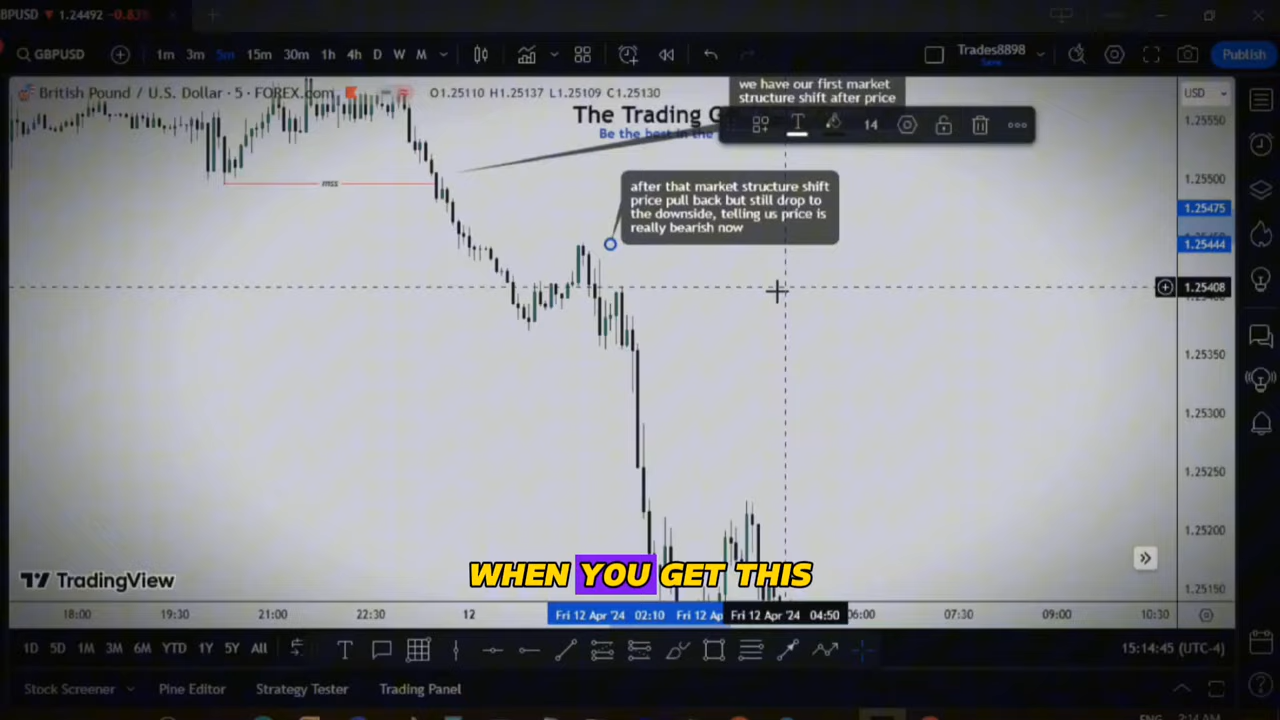 GBPUSD ▼ 1.24492 -0.83%
GBPUSD
1m 3m 5m 15m 30m 1h 4h D W M
Trades8898
Save
Publish
British Pound / U.S. Dollar · 5 · FOREX.com
O1.25110 H1.25137 L1.25109 C1.25130
The Trading G
Be the best in the
we have our first market
structure shift after price
14
USD
1.25550
1.25500
1.25475
1.25444
1.25408
1.25350
1.25300
1.25250
1.25200
1.25150
mss
after that market structure shift
price pull back but still drop to
the downside, telling us price is
really bearish now
WHEN YOU GET THIS
TradingView
18:00 19:30 21:00 22:30 12 Fri 12 Apr '24 02:10 Fri 12 Ap Fri 12 Apr '24 04:50 06:00 07:30 09:00 10:30
1D 5D 1M 3M 6M YTD 1Y 5Y All
15:14:45 (UTC-4)
Stock Screener Pine Editor Strategy Tester Trading Panel